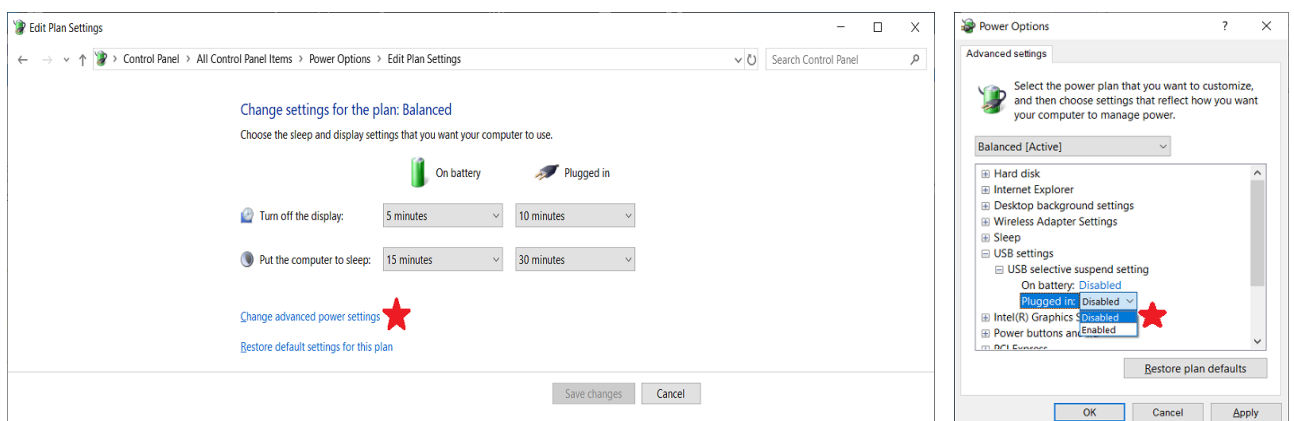 Edit Plan Settings
Control Panel > All Control Panel Items > Power Options > Edit Plan Settings
Search Control Panel
Change settings for the plan: Balanced
Choose the sleep and display settings that you want your computer to use.
On battery
Plugged in
Turn off the display: 5 minutes 10 minutes
Put the computer to sleep: 15 minutes 30 minutes
Change advanced power settings
Restore default settings for this plan
Save changes Cancel
Power Options
Advanced settings
Select the power plan that you want to customize,
and then choose settings that reflect how you want
your computer to manage power.
Balanced [Active]
Hard disk
Internet Explorer
Desktop background settings
Wireless Adapter Settings
Sleep
USB settings
USB selective suspend setting
On battery: Disabled
Plugged in: Disabled
Intel(R) Graphics S
Disabled
Power buttons an
Enabled
PCI Express
Restore plan defaults
OK Cancel Apply